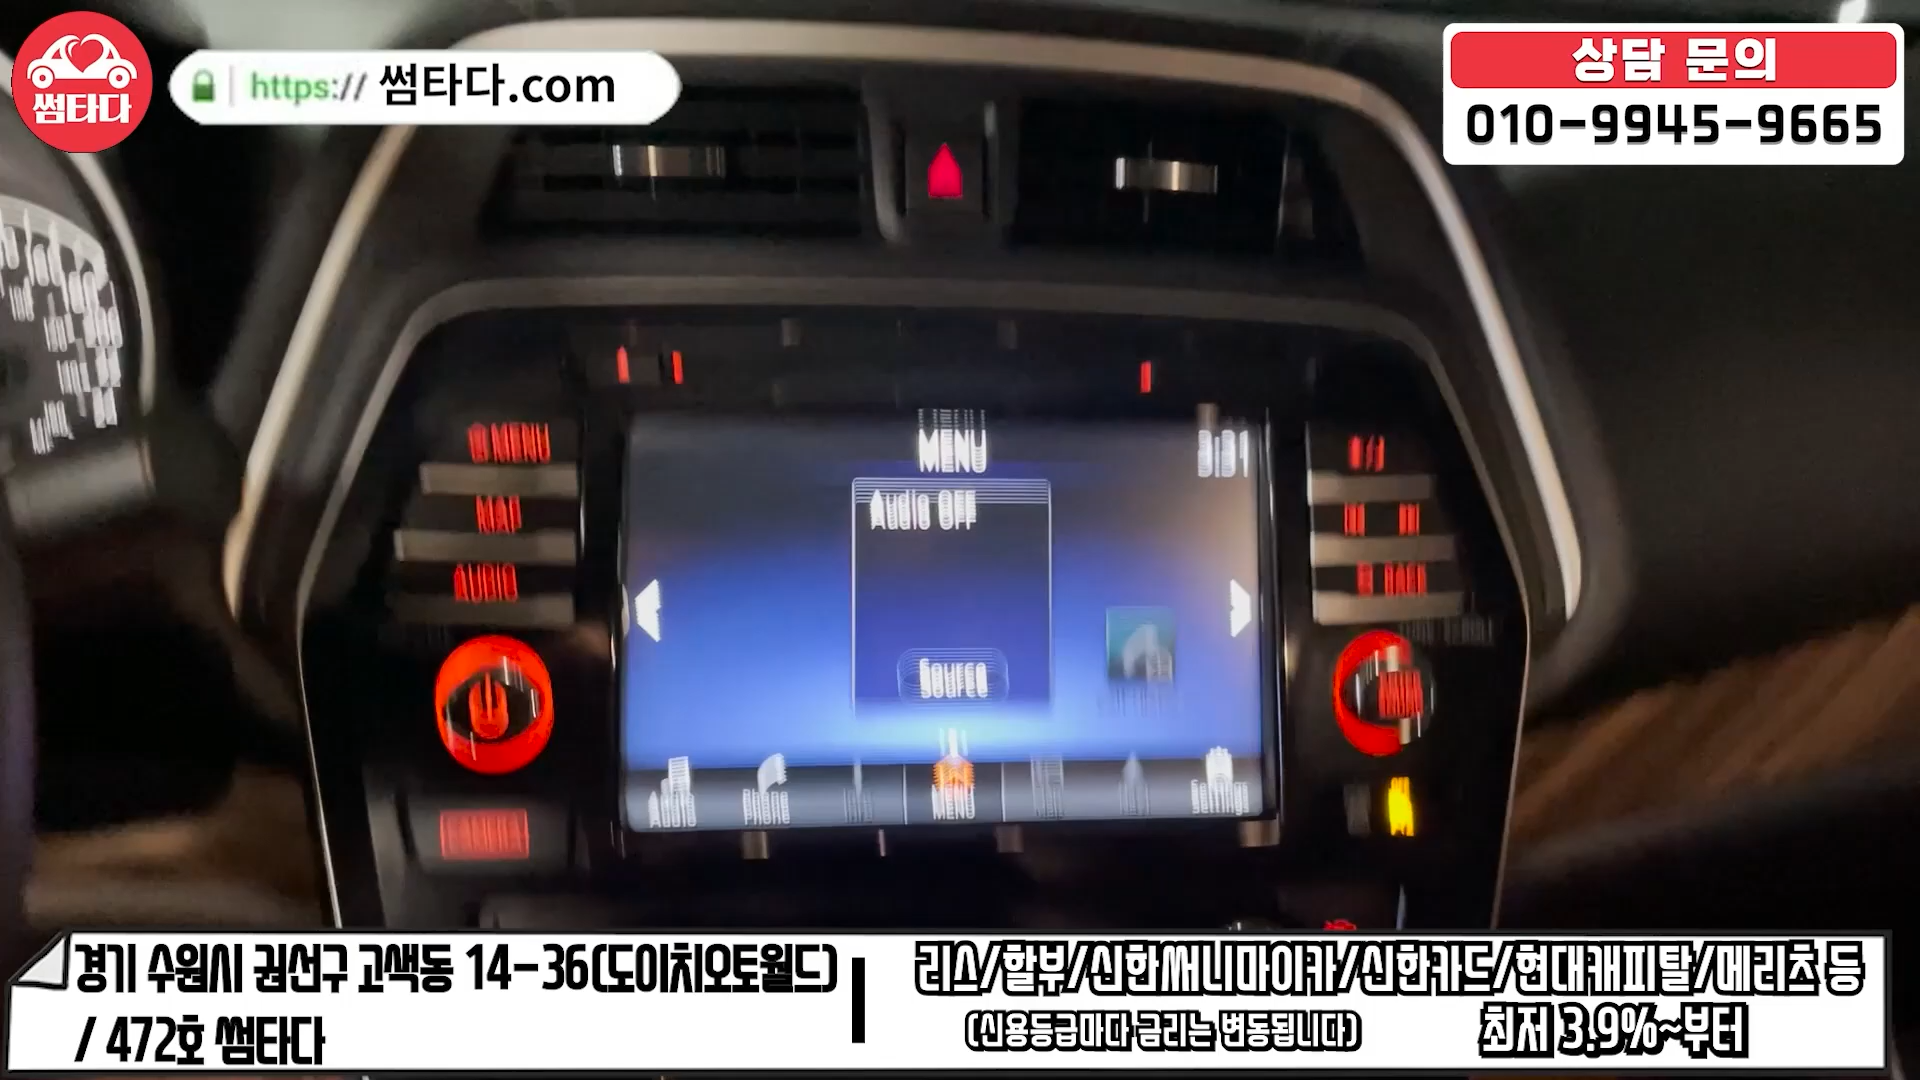 썸타다
https:// 썸타다.com
상담 문의
010-9945-9665
MENU
MENU
3:31
MAP
Audio OFF
AUDIO
Source
Audio
Phone
MENU
Settings
경기 수원시 권선구 고색동 14-36(도이치오토월드)
/ 472호 썸타다
리스/할부/신한써니마이카/신한카드/현대캐피탈/메리츠 등
(신용등급마다 금리는 변동됩니다)
최저 3.9%~부터